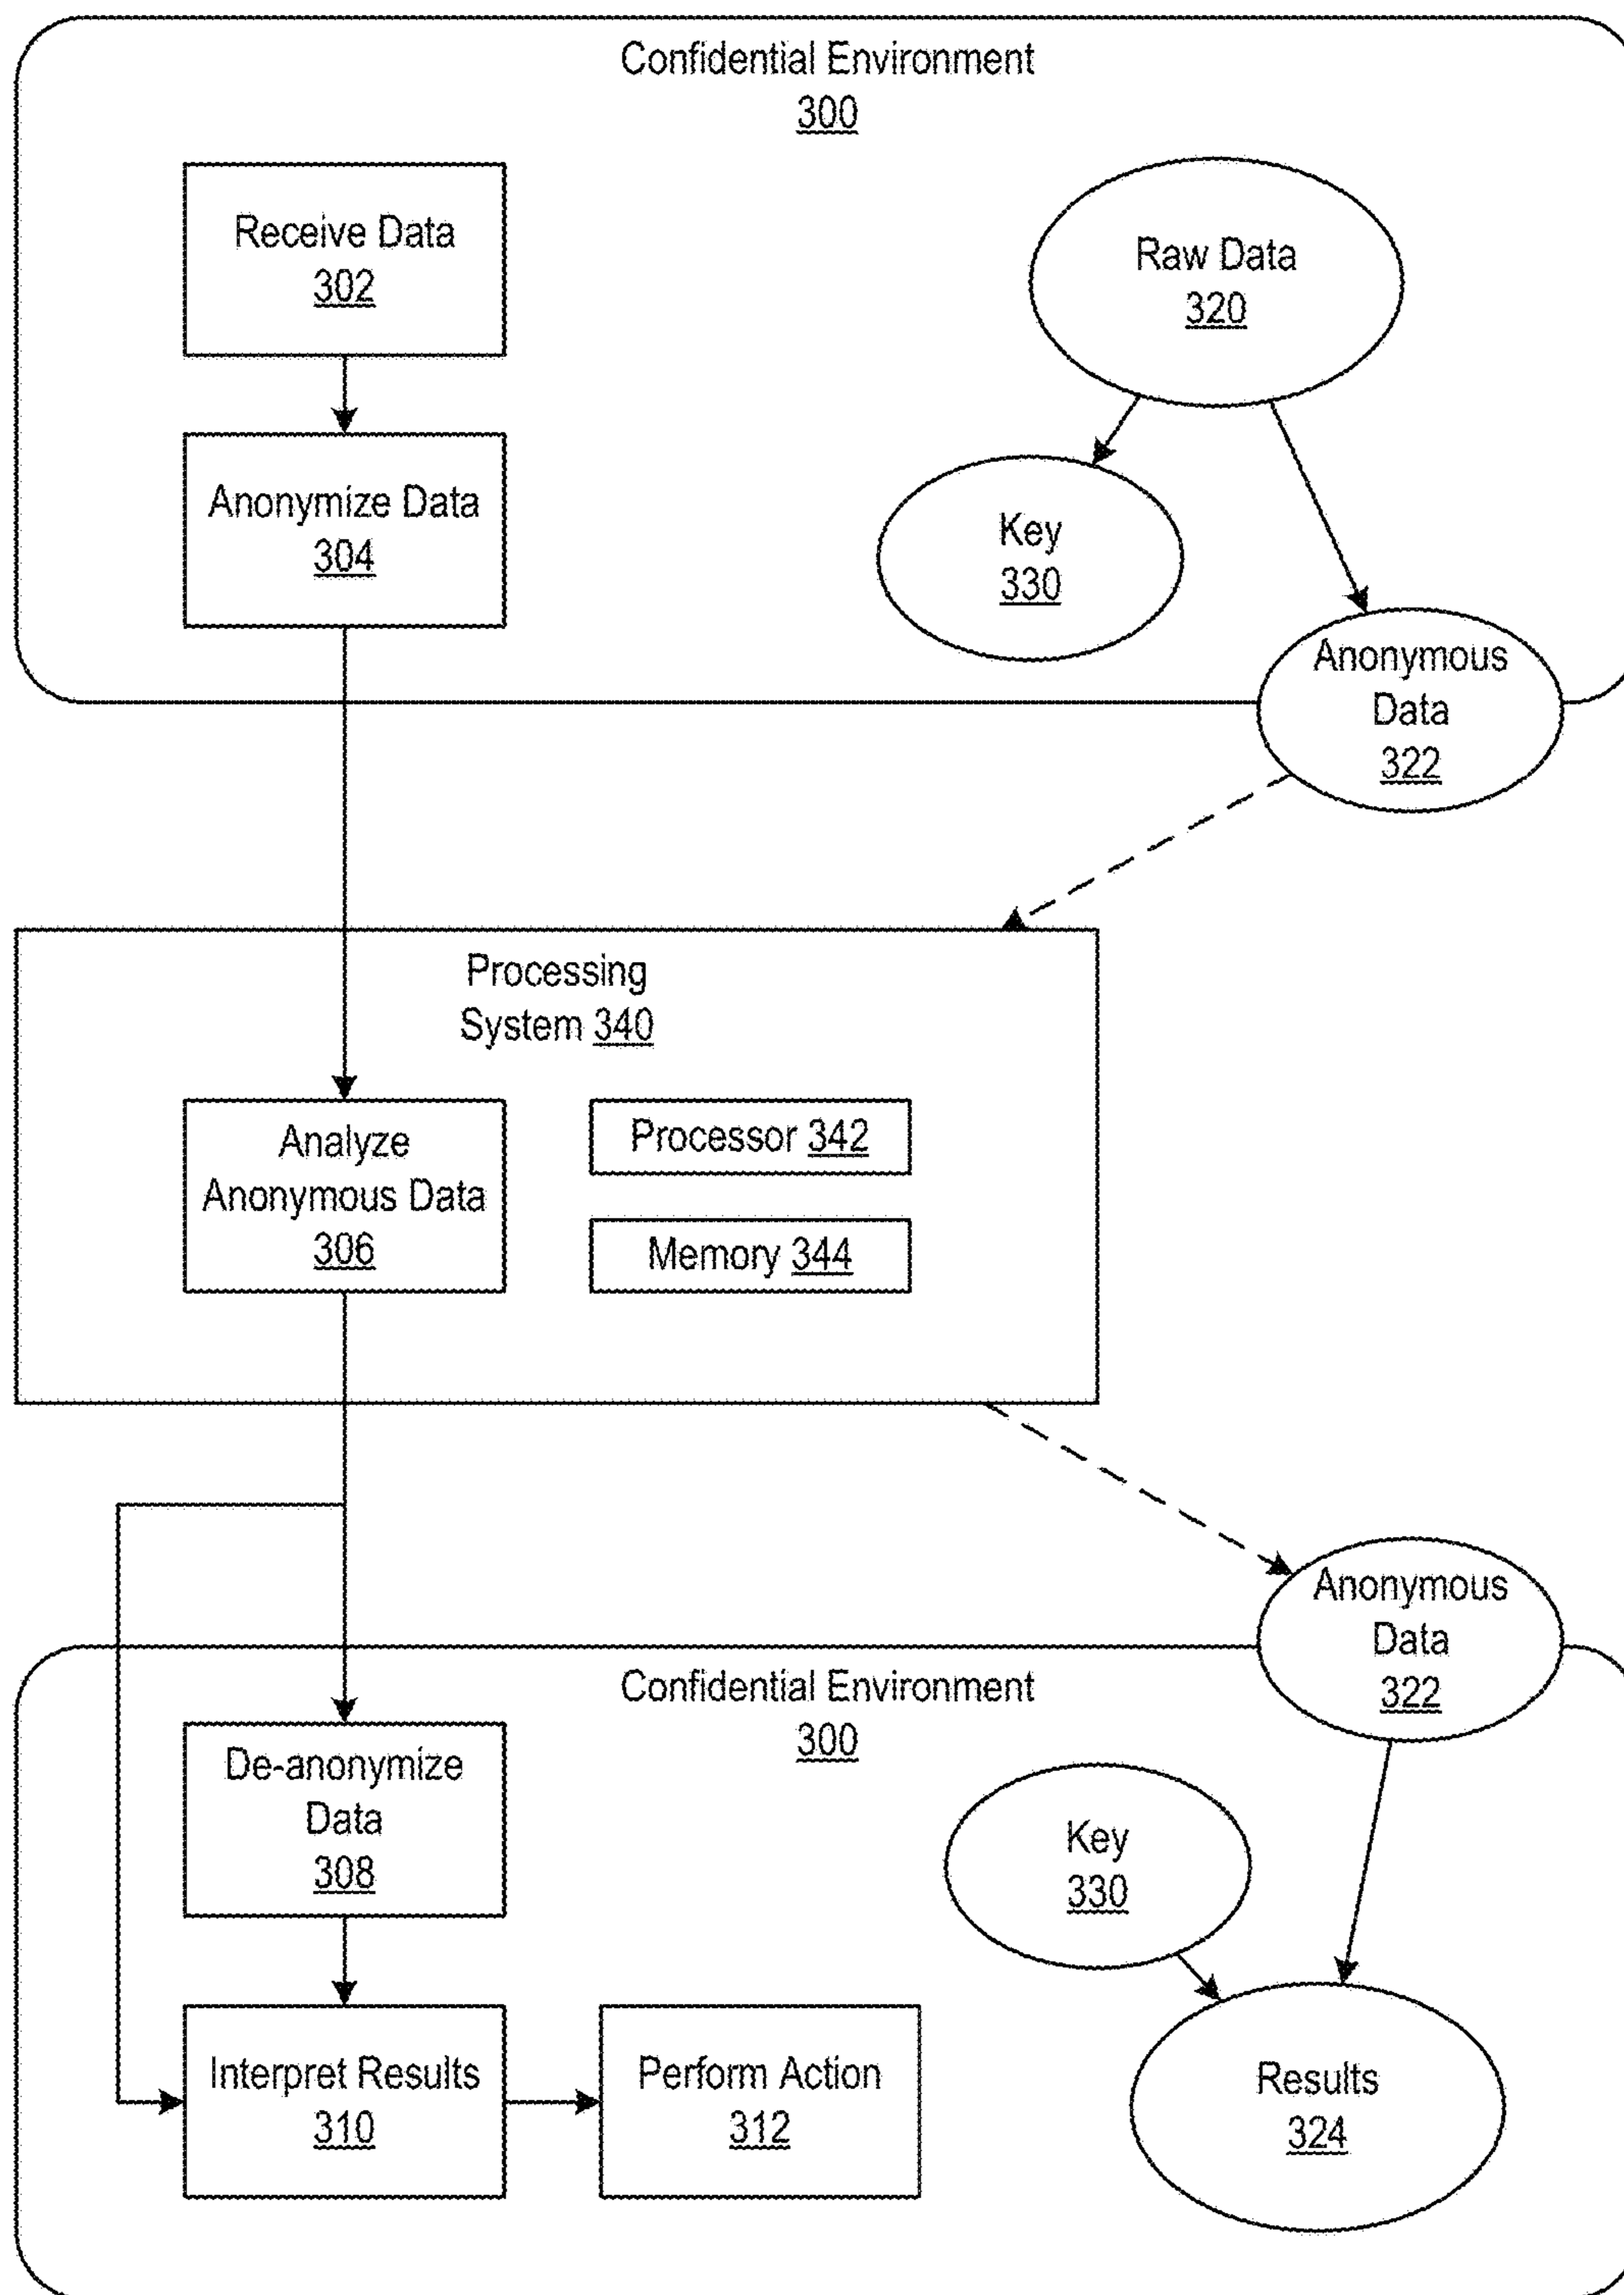 Confidential Environment
300
Receive Data
302
Raw Data
320
Anonymize Data
304
Key
330
Anonymous
Data
322
Processing
System 340
Analyze
Anonymous Data
306
Processor 342
Memory 344
Anonymous
Data
322
Confidential Environment
300
De-anonymize
Data
308
Key
330
Interpret Results
310
Perform Action
312
Results
324